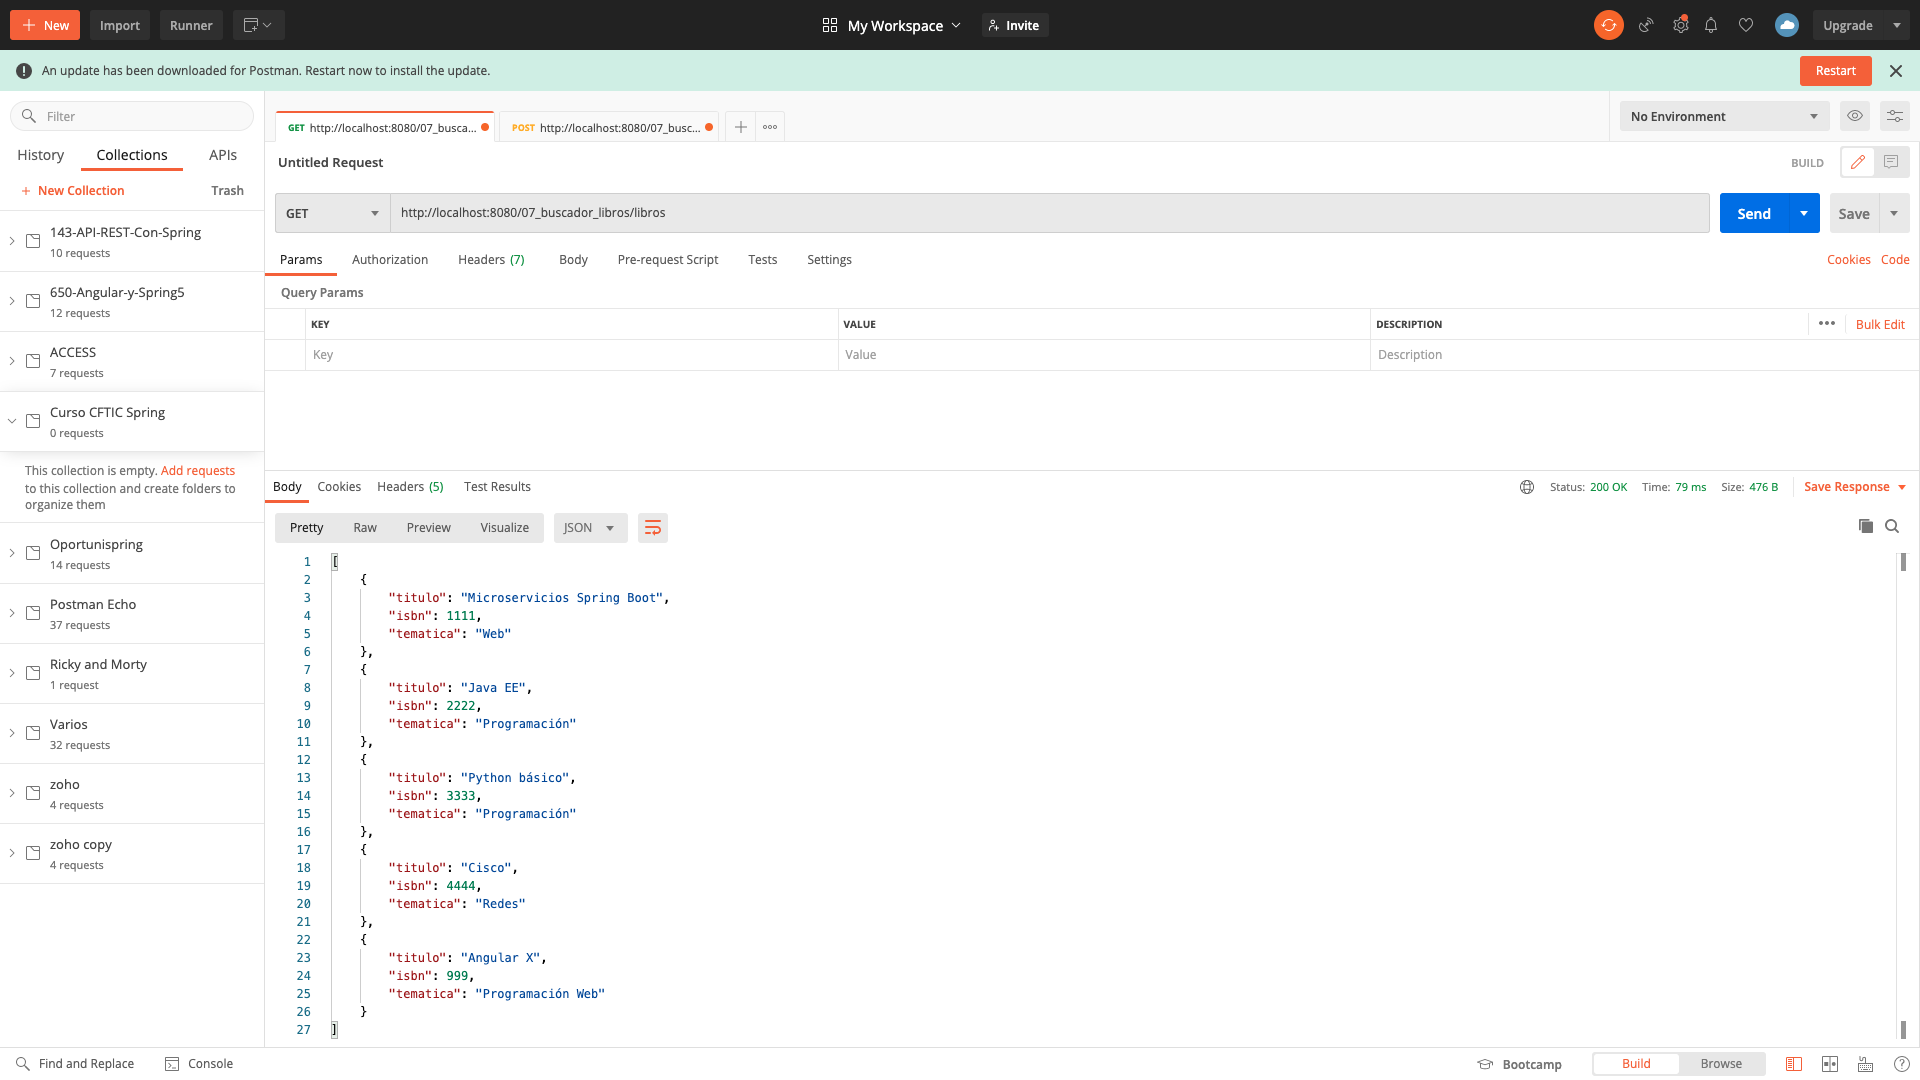 New
Import
Runner
My Workspace
Invite
Upgrade
An update has been downloaded for Postman. Restart now to install the update.
Restart
Filter
History
Collections
APIs
New Collection
Trash
143-API-REST-Con-Spring
10 requests
650-Angular-y-Spring5
12 requests
ACCESS
7 requests
Curso CFTIC Spring
0 requests
This collection is empty. Add requests
to this collection and create folders to
organize them
Oportunispring
14 requests
Postman Echo
37 requests
Ricky and Morty
1 request
Varios
32 requests
zoho
4 requests
zoho copy
4 requests
GET http://localhost:8080/07_busca...
POST http://localhost:8080/07_busc...
No Environment
Untitled Request
BUILD
GET
http://localhost:8080/07_buscador_libros/libros
Send
Save
Params
Authorization
Headers (7)
Body
Pre-request Script
Tests
Settings
Cookies
Code
Query Params
KEY
VALUE
DESCRIPTION
Bulk Edit
Key
Value
Description
Body
Cookies
Headers (5)
Test Results
Status: 200 OK
Time: 79 ms
Size: 476 B
Save Response
Pretty
Raw
Preview
Visualize
JSON
1 [
2 {
3 "titulo": "Microservicios Spring Boot",
4 "isbn": 1111,
5 "tematica": "Web"
6 },
7 {
8 "titulo": "Java EE",
9 "isbn": 2222,
10 "tematica": "Programación"
11 },
12 {
13 "titulo": "Python básico",
14 "isbn": 3333,
15 "tematica": "Programación"
16 },
17 {
18 "titulo": "Cisco",
19 "isbn": 4444,
20 "tematica": "Redes"
21 },
22 {
23 "titulo": "Angular X",
24 "isbn": 999,
25 "tematica": "Programación Web"
26 }
27 ]
Find and Replace
Console
Bootcamp
Build
Browse